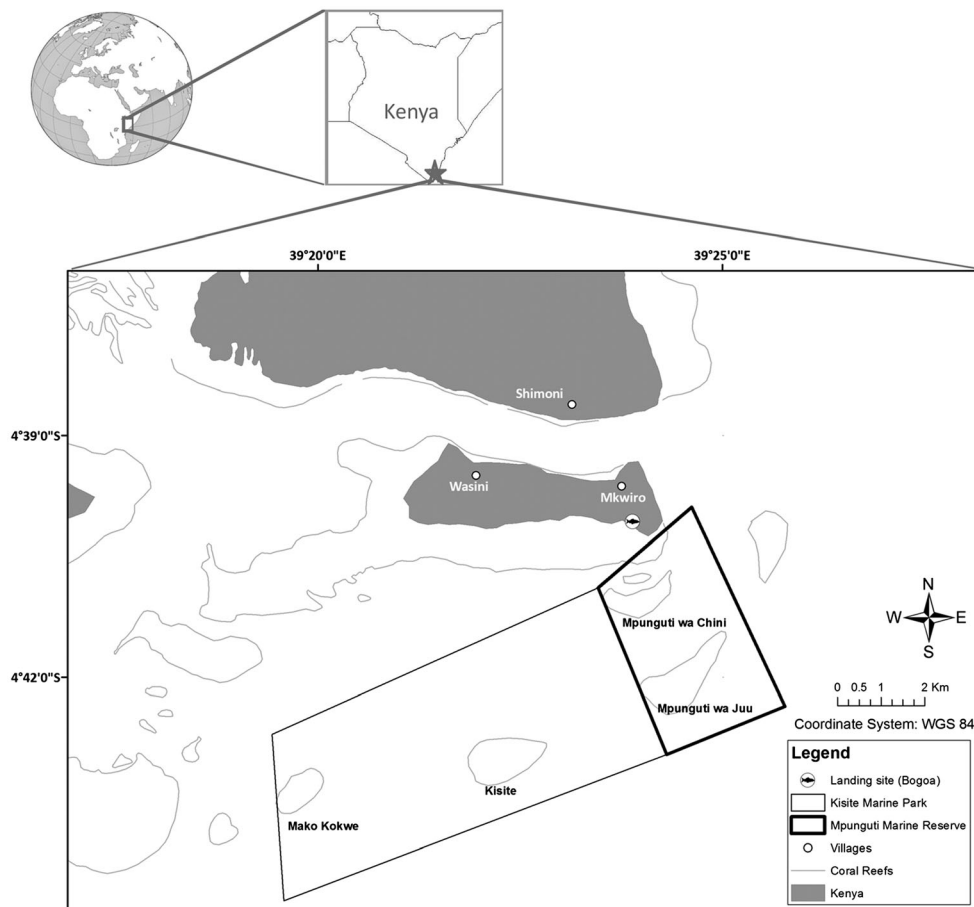 Kenya
39°20'0"E
39°25'0"E
Shimoni
4°39'0"S
Wasini
Mkwiro
N
W
E
S
Mpunguti wa Chini
4°42'0"S
Mpunguti wa Juu
0 0.5 1 2 Km
Coordinate System: WGS 84
Kisite
Mako Kokwe
Legend
Landing site (Bogoa)
Kisite Marine Park
Mpunguti Marine Reserve
Villages
Coral Reefs
Kenya